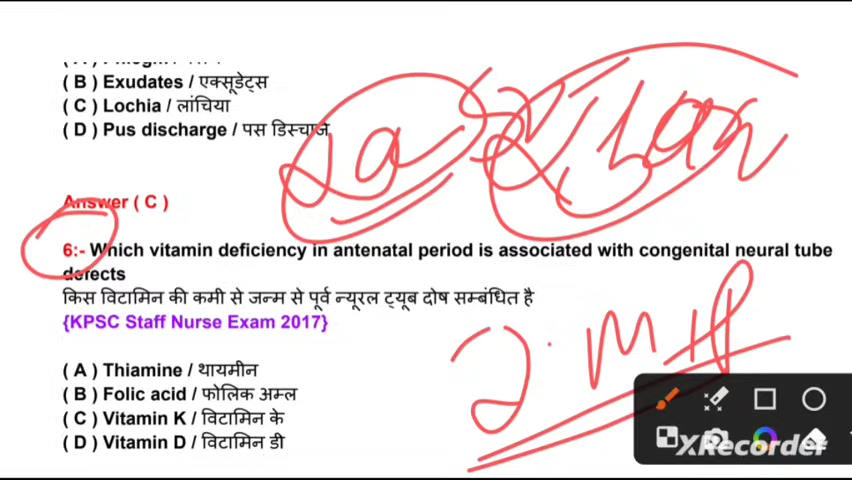 (B) Exudates / एक्सूडेट्स
(C) Lochia / लांचिया
(D) Pus discharge / पस डिस्चार्ज
Answer (C)
6:- Which vitamin deficiency in antenatal period is associated with congenital neural tube
defects
किस विटामिन की कमी से जन्म से पूर्व न्यूरल ट्यूब दोष सम्बंधित है
{KPSC Staff Nurse Exam 2017}
(A) Thiamine / थायमीन
(B) Folic acid / फोलिक अम्ल
(C) Vitamin K / विटामिन के
(D) Vitamin D / विटामिन डी
XRecorder